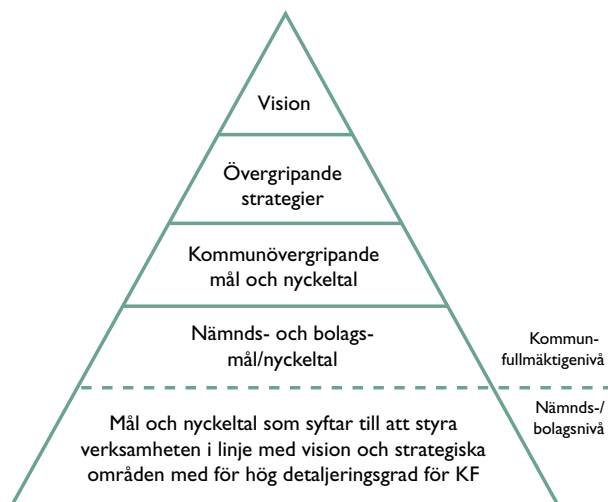 Vision
Övergripande
strategier
Kommunövergripande
mål och nyckeltal
Nämnds- och bolags-
mål/nyckeltal
Kommun-
fullmäktigenivå
Nämnds-/
bolagsnivå
Mål och nyckeltal som syftar till att styra
verksamheten i linje med vision och strategiska
områden med för hög detaljeringsgrad för KF